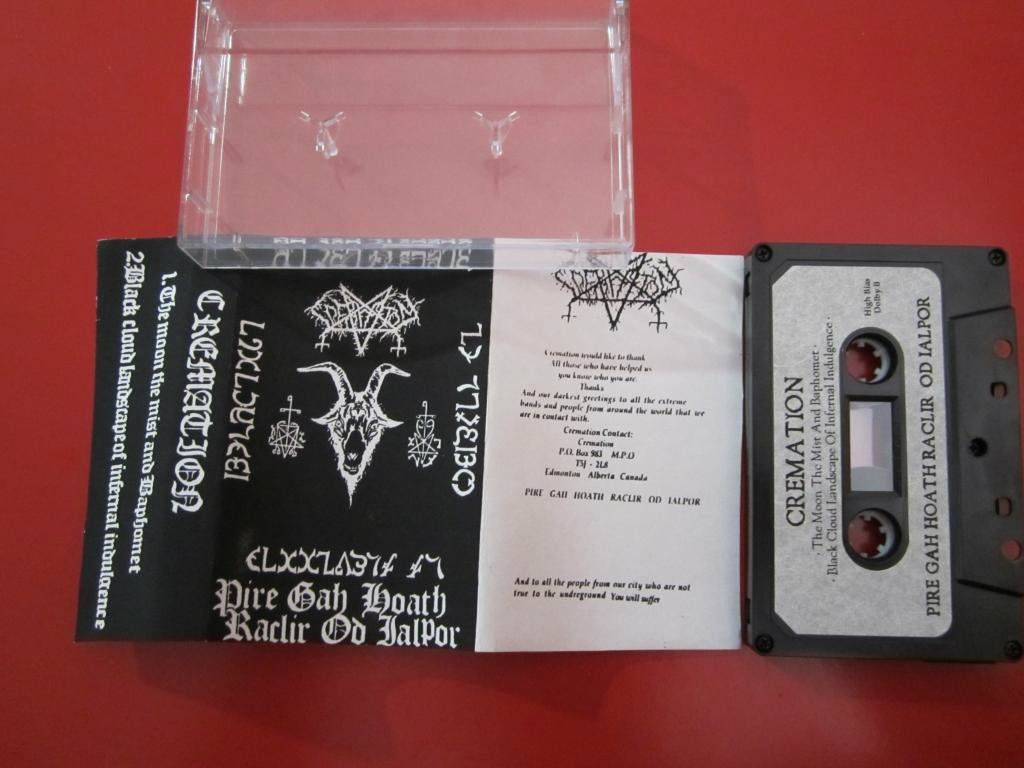 1. The moon the mist and Baphomet
2. Black cloud landscape of infernal indulgence
CREMATION
CREMATION
Pire Gah Hoath
Raclir Od Ialpor
CREMATION
Cremation would like to thank
All those who have helped us
you know who you are.
Thanks
And our darkest greetings to all the extreme
bands and people from around the world that we
are in contact with.
Cremation Contact:
Cremation
P.O. Box 983 M.P.O
T5J - 2L8
Edmonton Alberta Canada
PIRE GAH HOATH RACLIR OD IALPOR
And to all the people from our city who are not
true to the undreground You will suffer
CREMATION
· The Moon The Mist And Baphomet ·
· Black Cloud Landscape Of Infernal Indulgence ·
High Bias
Dolby B
PIRE GAH HOATH RACLIR OD IALPOR